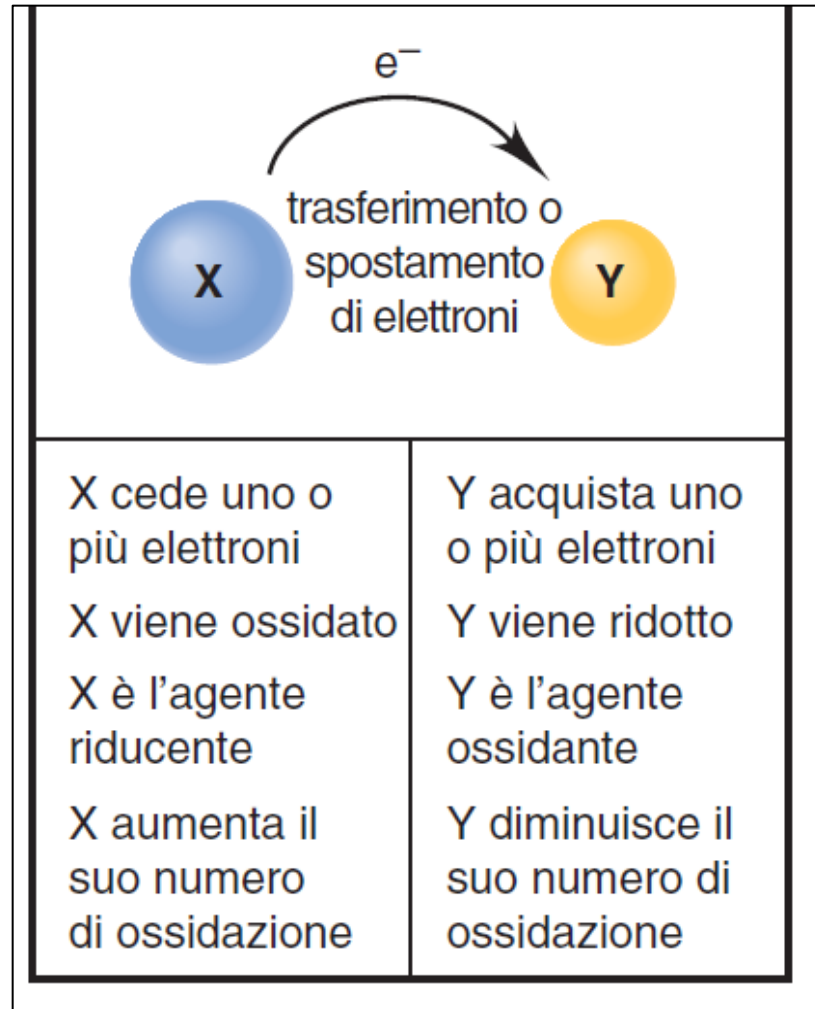 e⁻
trasferimento o
spostamento
di elettroni
X
Y
X cede uno o
più elettroni
X viene ossidato
X è l'agente
riducente
X aumenta il
suo numero
di ossidazione
Y acquista uno
o più elettroni
Y viene ridotto
Y è l'agente
ossidante
Y diminuisce il
suo numero di
ossidazione